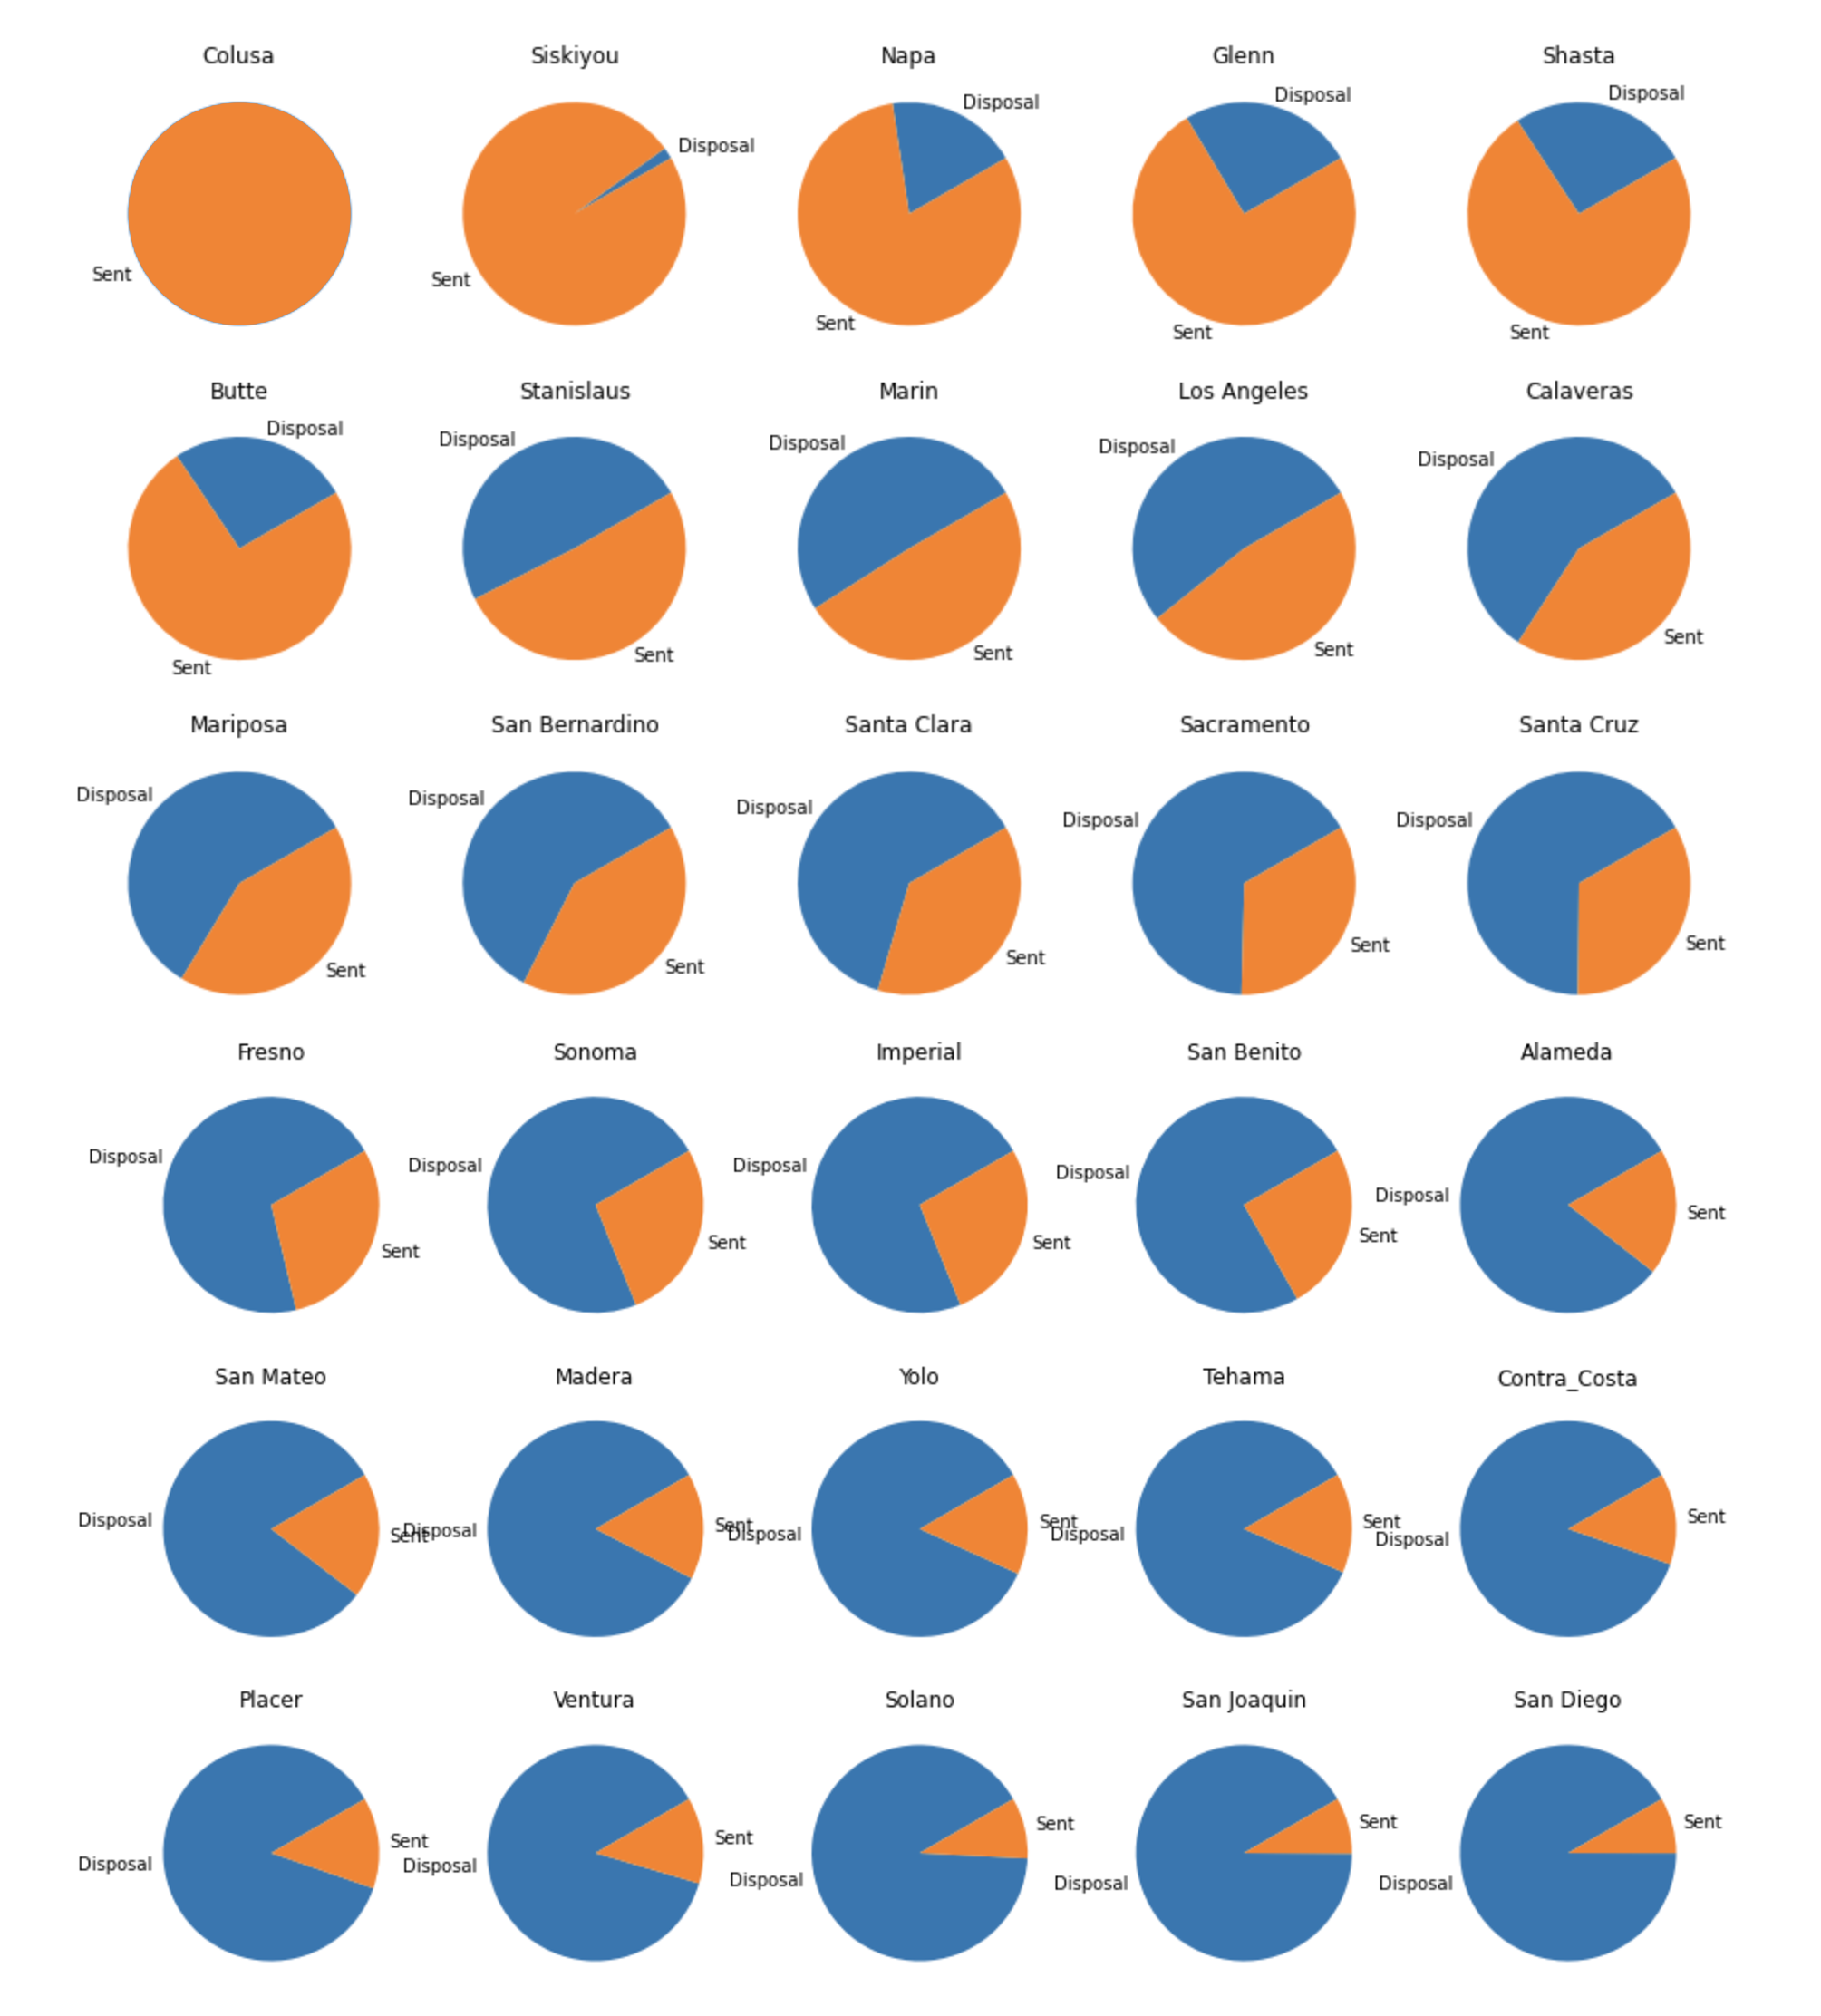 Colusa Siskiyou Napa Glenn Shasta
Disposal Disposal Disposal Disposal
Sent Sent Sent Sent Sent
Butte Stanislaus Marin Los Angeles Calaveras
Disposal Disposal Disposal Disposal Disposal
Sent Sent Sent Sent Sent
Mariposa San Bernardino Santa Clara Sacramento Santa Cruz
Disposal Disposal Disposal Disposal Disposal
Sent Sent Sent Sent Sent
Fresno Sonoma Imperial San Benito Alameda
Disposal Disposal Disposal Disposal Disposal
Sent Sent Sent Sent Sent
San Mateo Madera Yolo Tehama Contra_Costa
Disposal Sent Disposal Sent Disposal Sent Disposal Sent Disposal Sent
Placer Ventura Solano San Joaquin San Diego
Sent Sent Sent Sent Sent
Disposal Disposal Disposal Disposal Disposal